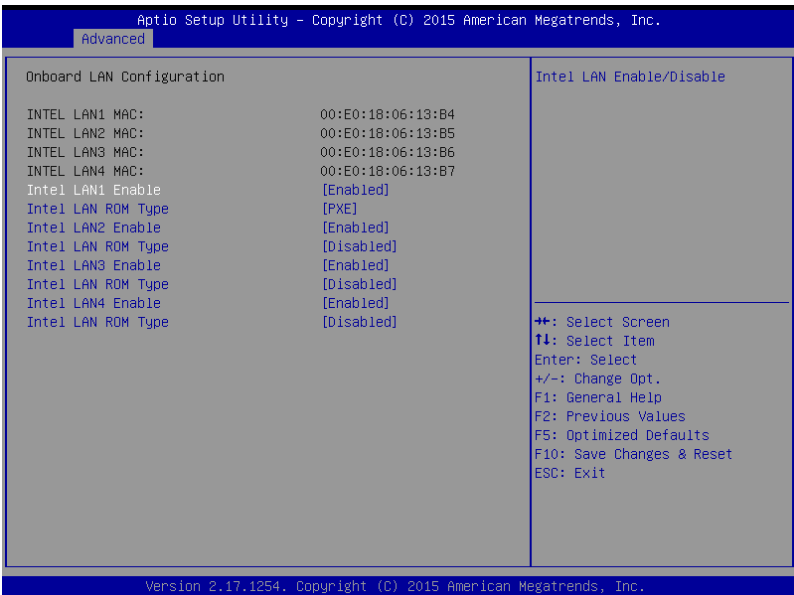 Aptio Setup Utility – Copyright (C) 2015 American Megatrends, Inc.
Advanced
Onboard LAN Configuration
INTEL LAN1 MAC: 00:E0:18:06:13:B4
INTEL LAN2 MAC: 00:E0:18:06:13:B5
INTEL LAN3 MAC: 00:E0:18:06:13:B6
INTEL LAN4 MAC: 00:E0:18:06:13:B7
Intel LAN1 Enable [Enabled]
Intel LAN ROM Type [PXE]
Intel LAN2 Enable [Enabled]
Intel LAN ROM Type [Disabled]
Intel LAN3 Enable [Enabled]
Intel LAN ROM Type [Disabled]
Intel LAN4 Enable [Enabled]
Intel LAN ROM Type [Disabled]
Intel LAN Enable/Disable
→←: Select Screen
↑↓: Select Item
Enter: Select
+/-: Change Opt.
F1: General Help
F2: Previous Values
F5: Optimized Defaults
F10: Save Changes & Reset
ESC: Exit
Version 2.17.1254. Copyright (C) 2015 American Megatrends, Inc.